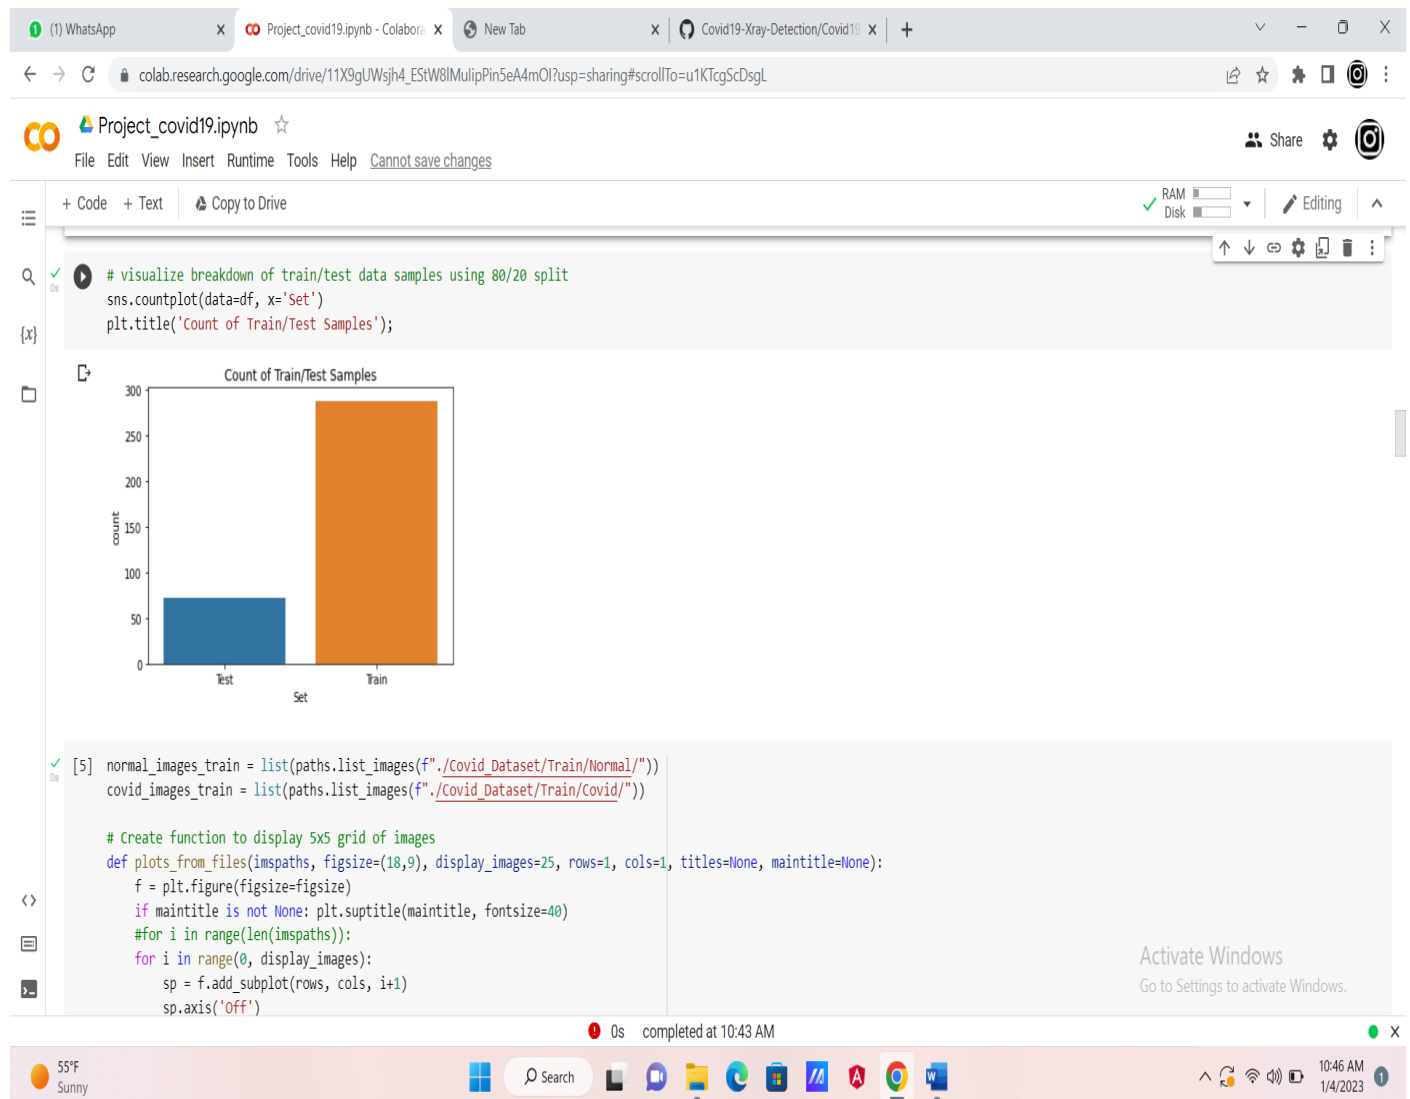 (1) WhatsApp
Project_covid19.ipynb - Colabora
New Tab
Covid19-Xray-Detection/Covid19
colab.research.google.com/drive/11X9gUWsjh4_EStW8lMulipPin5eA4mOI?usp=sharing#scrollTo=u1KTcgScDsgL
Project_covid19.ipynb
Share
File Edit View Insert Runtime Tools Help Cannot save changes
+ Code + Text Copy to Drive
RAM
Disk
Editing
0s
# visualize breakdown of train/test data samples using 80/20 split
sns.countplot(data=df, x='Set')
plt.title('Count of Train/Test Samples');
{x}
Count of Train/Test Samples
300
250
200
150
100
50
0
count
Test Train
Set
0s
[5] normal_images_train = list(paths.list_images(f"./Covid_Dataset/Train/Normal/"))
covid_images_train = list(paths.list_images(f"./Covid_Dataset/Train/Covid/"))
# Create function to display 5x5 grid of images
def plots_from_files(imspaths, figsize=(18,9), display_images=25, rows=1, cols=1, titles=None, maintitle=None):
f = plt.figure(figsize=figsize)
if maintitle is not None: plt.suptitle(maintitle, fontsize=40)
#for i in range(len(imspaths)):
for i in range(0, display_images):
sp = f.add_subplot(rows, cols, i+1)
sp.axis('Off')
Activate Windows
Go to Settings to activate Windows.
0s completed at 10:43 AM
55°F
Sunny
Search
10:46 AM
1/4/2023
1